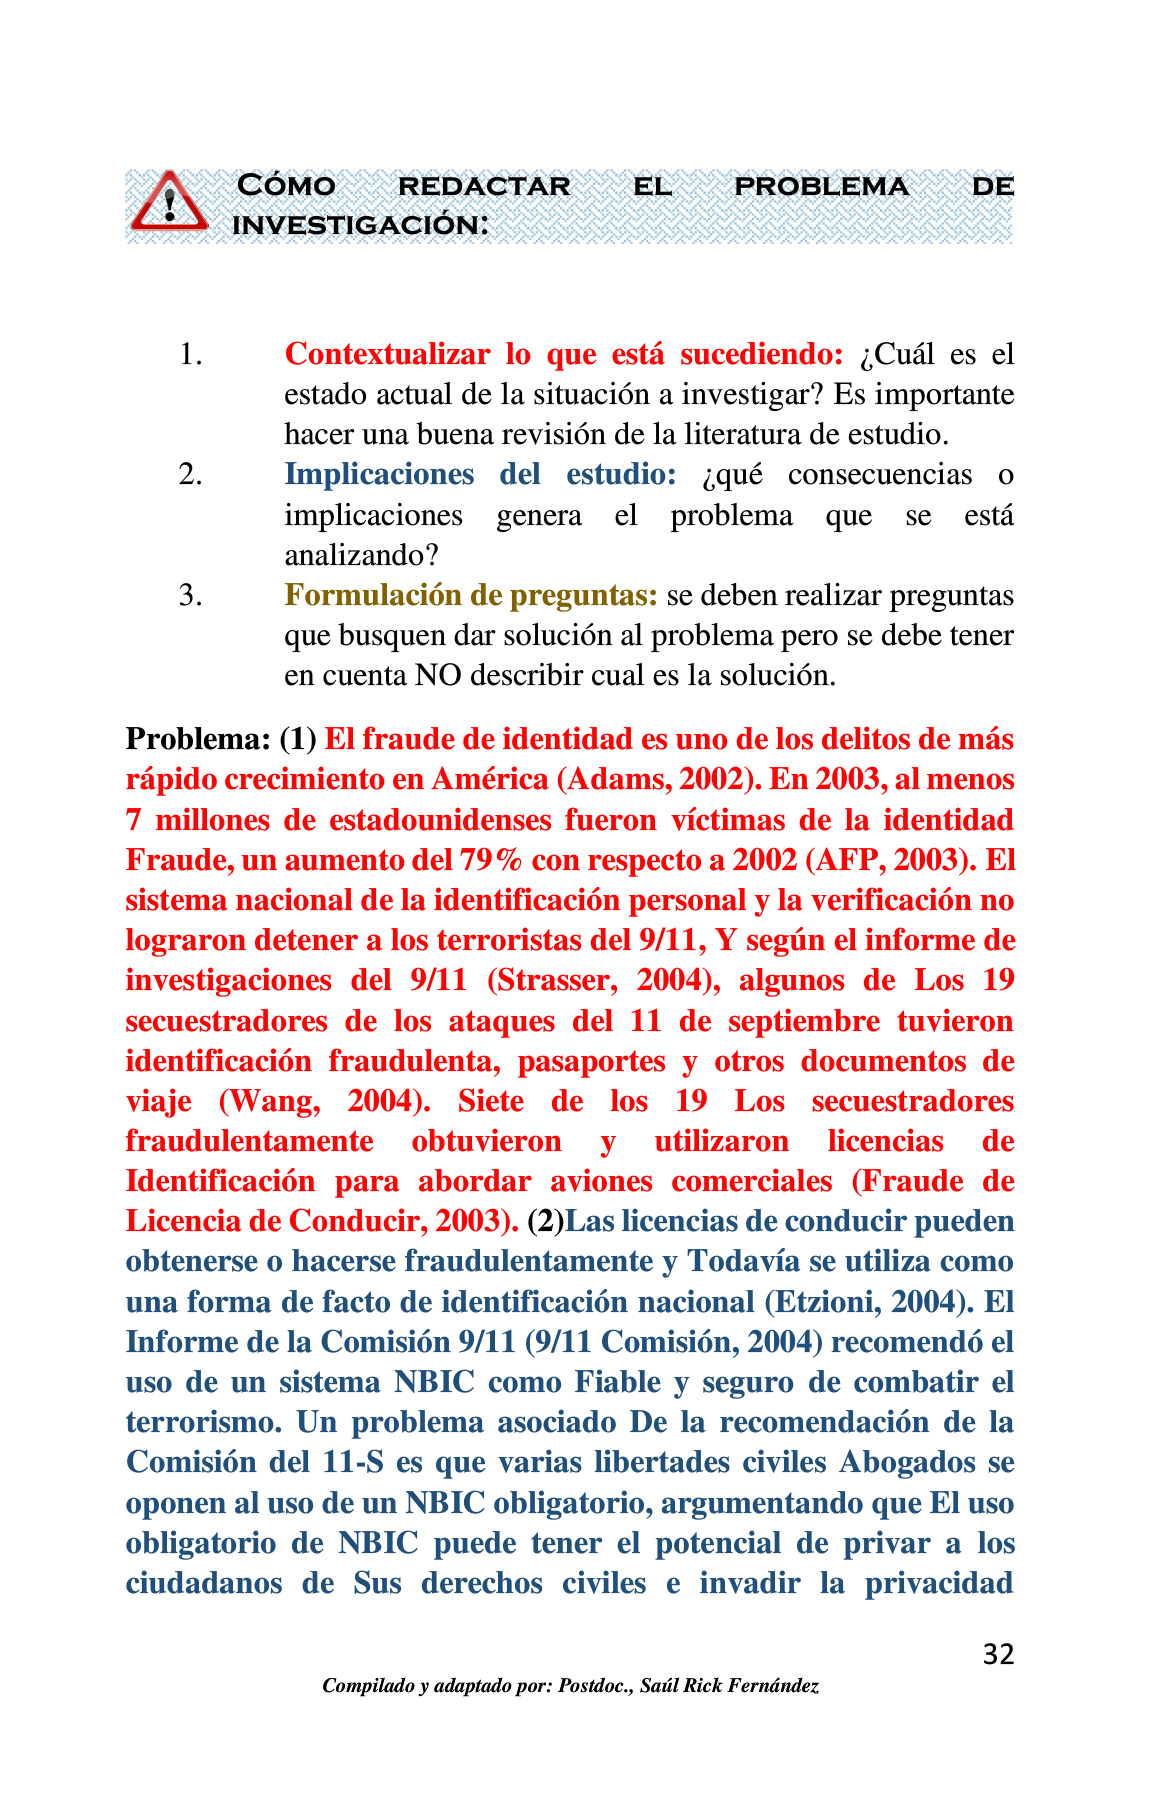 Cómo redactar el problema de
investigación:
1. Contextualizar lo que está sucediendo: ¿Cuál es el
estado actual de la situación a investigar? Es importante
hacer una buena revisión de la literatura de estudio.
2. Implicaciones del estudio: ¿qué consecuencias o
implicaciones genera el problema que se está
analizando?
3. Formulación de preguntas: se deben realizar preguntas
que busquen dar solución al problema pero se debe tener
en cuenta NO describir cual es la solución.
Problema: (1) El fraude de identidad es uno de los delitos de más
rápido crecimiento en América (Adams, 2002). En 2003, al menos
7 millones de estadounidenses fueron víctimas de la identidad
Fraude, un aumento del 79% con respecto a 2002 (AFP, 2003). El
sistema nacional de la identificación personal y la verificación no
lograron detener a los terroristas del 9/11, Y según el informe de
investigaciones del 9/11 (Strasser, 2004), algunos de Los 19
secuestradores de los ataques del 11 de septiembre tuvieron
identificación fraudulenta, pasaportes y otros documentos de
viaje (Wang, 2004). Siete de los 19 Los secuestradores
fraudulentamente obtuvieron y utilizaron licencias de
Identificación para abordar aviones comerciales (Fraude de
Licencia de Conducir, 2003). (2)Las licencias de conducir pueden
obtenerse o hacerse fraudulentamente y Todavía se utiliza como
una forma de facto de identificación nacional (Etzioni, 2004). El
Informe de la Comisión 9/11 (9/11 Comisión, 2004) recomendó el
uso de un sistema NBIC como Fiable y seguro de combatir el
terrorismo. Un problema asociado De la recomendación de la
Comisión del 11-S es que varias libertades civiles Abogados se
oponen al uso de un NBIC obligatorio, argumentando que El uso
obligatorio de NBIC puede tener el potencial de privar a los
ciudadanos de Sus derechos civiles e invadir la privacidad
32
Compilado y adaptado por: Postdoc., Saúl Rick Fernández